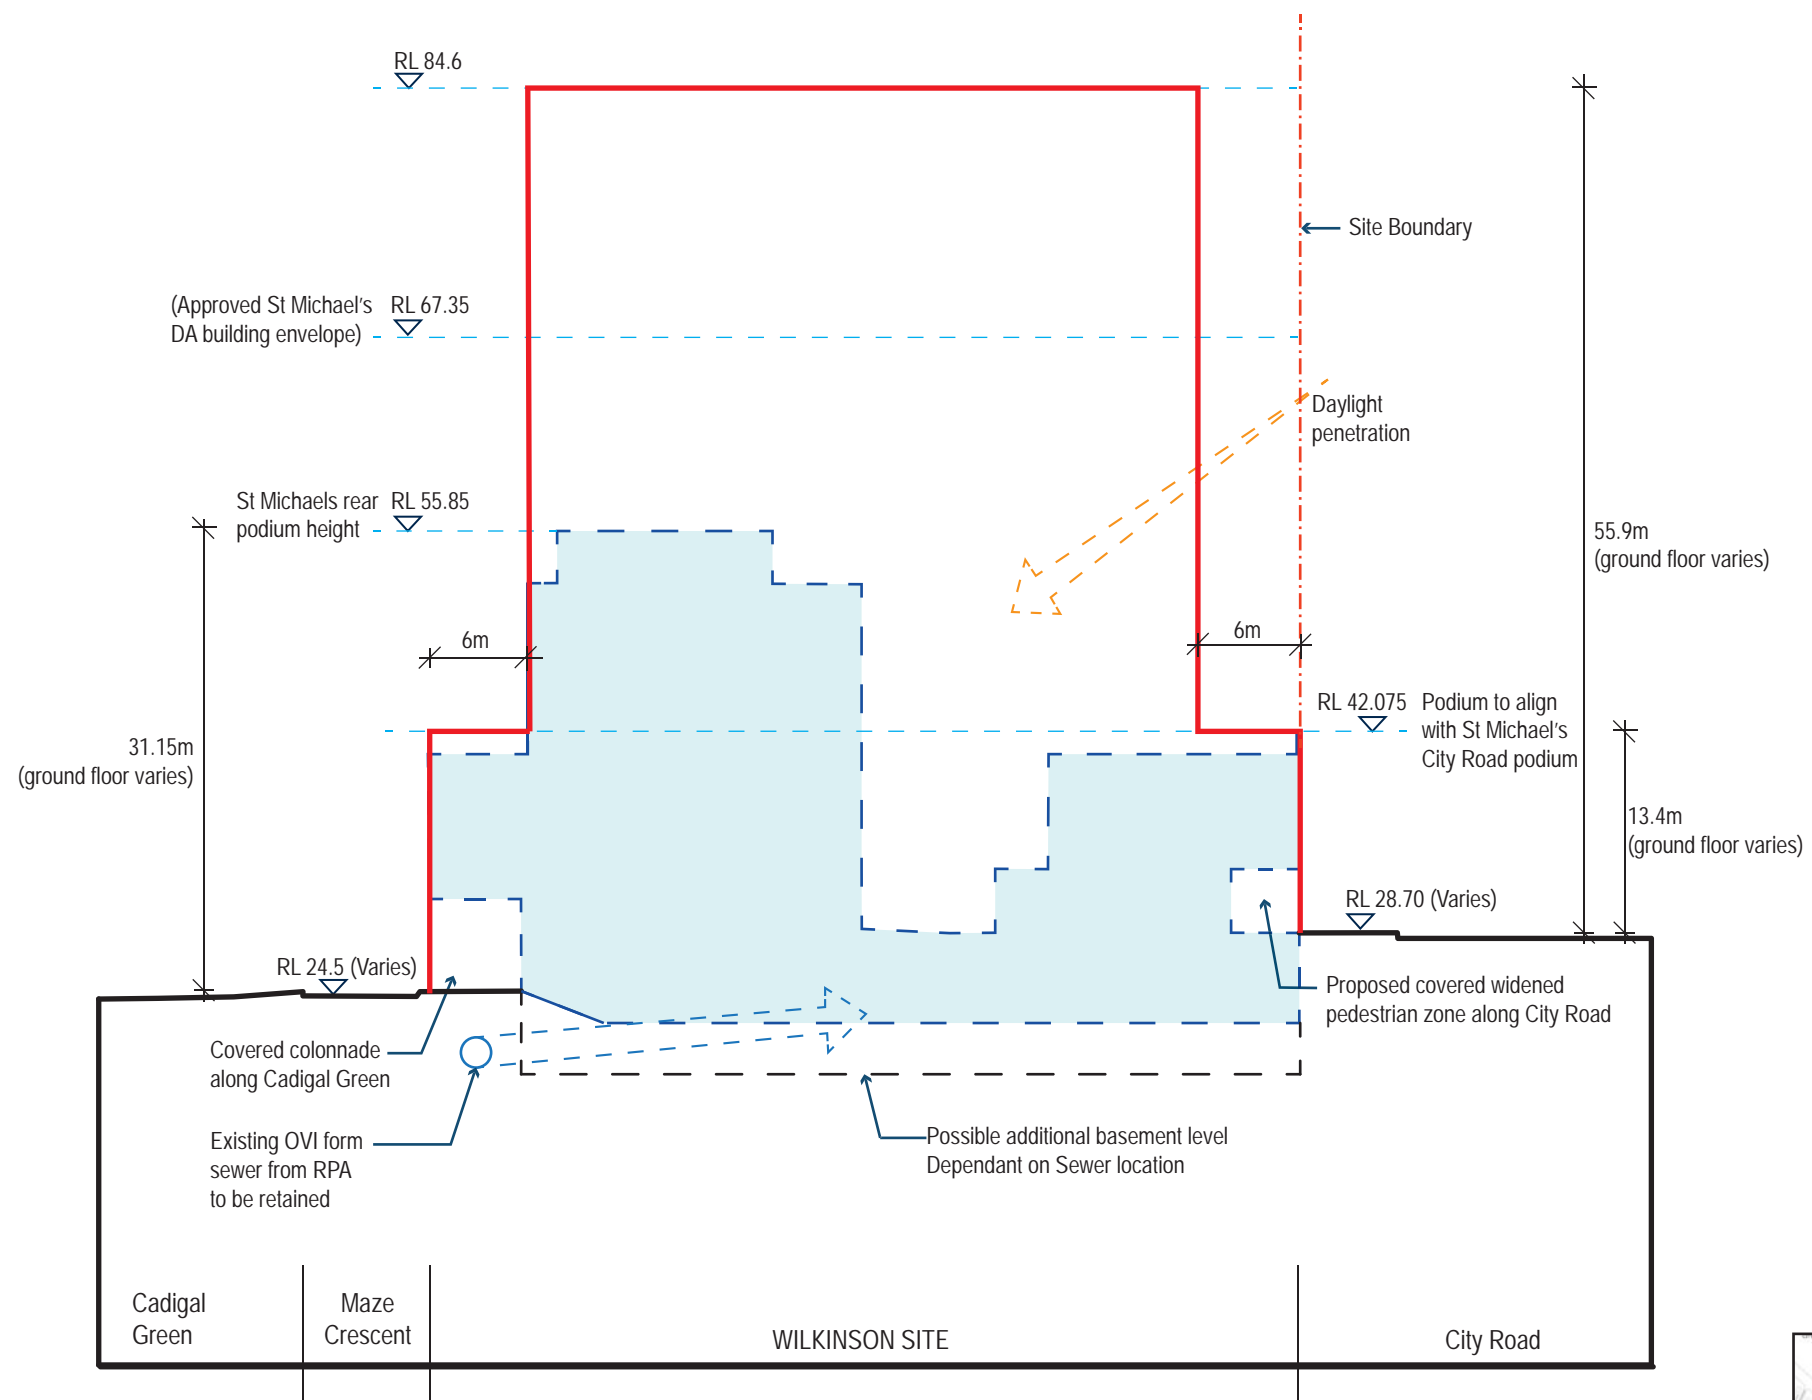 RL 84.6
Site Boundary
(Approved St Michael's RL 67.35
DA building envelope)
Daylight
penetration
St Michaels rear RL 55.85
podium height
55.9m
(ground floor varies)
6m
6m
RL 42.075 Podium to align
with St Michael's
City Road podium
31.15m
(ground floor varies)
13.4m
(ground floor varies)
RL 28.70 (Varies)
RL 24.5 (Varies)
Proposed covered widened
pedestrian zone along City Road
Covered colonnade
along Cadigal Green
Existing OVI form
sewer from RPA
to be retained
Possible additional basement level
Dependant on Sewer location
Cadigal
Green
Maze
Crescent
WILKINSON SITE
City Road